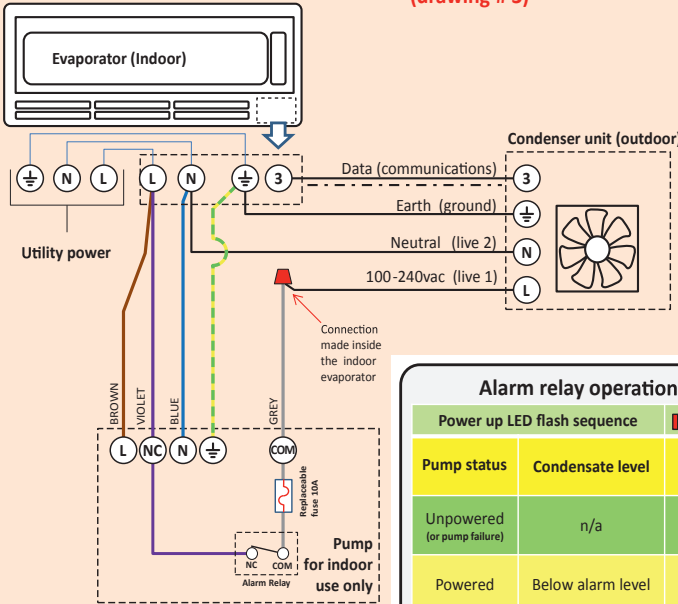 (drawing # 3)
Evaporator (Indoor)
Condenser unit (outdoor)
N L L N 3
Data (communications) 3
Earth (ground)
Neutral (live 2) N
100-240vac (live 1) L
Utility power
Connection
made inside
the indoor
evaporator
BROWN
VIOLET
BLUE
GREY
L NC N COM
Replaceable
fuse 10A
NC COM
Alarm Relay
Pump
for indoor
use only
Alarm relay operation
Power up LED flash sequence
Pump status Condensate level
Unpowered n/a
(or pump failure)
Powered Below alarm level